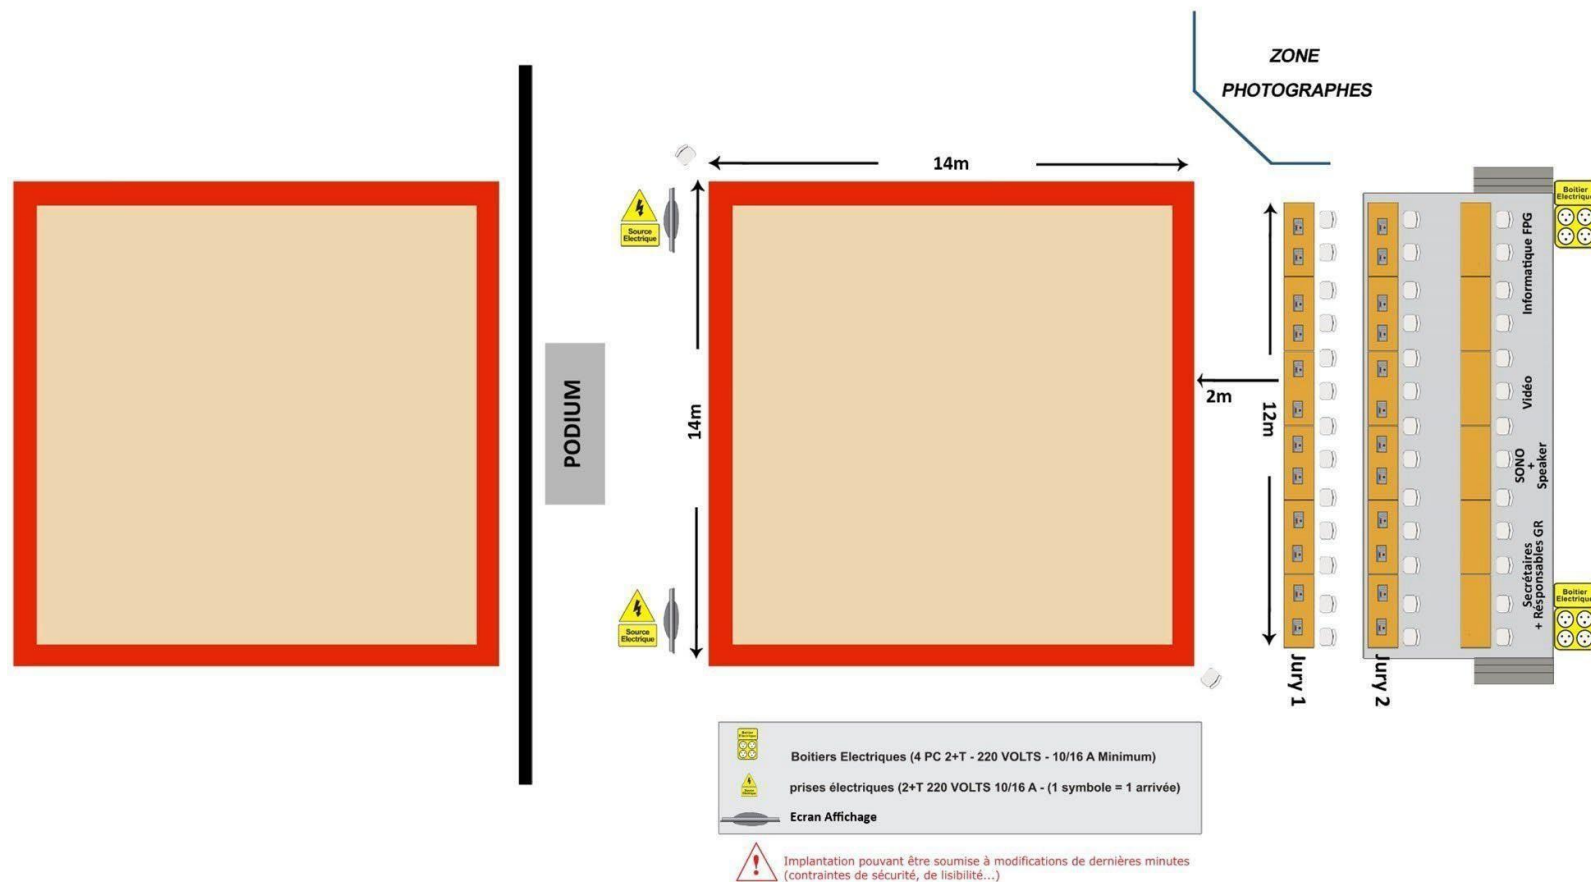 ZONE
PHOTOGRAPHES
14m
Source
Electrique
Boitier
Electrique
Informatique FPG
PODIUM
14m
2m
12m
Vidéo
SONO
+
Speaker
Secrétaires
+ Résponsables GR
Source
Electrique
Boitier
Electrique
Jury 1
Jury 2
Boitier
Electrique
Boitiers Electriques (4 PC 2+T - 220 VOLTS - 10/16 A Minimum)
prises électriques (2+T 220 VOLTS 10/16 A - (1 symbole = 1 arrivée)
Ecran Affichage
Implantation pouvant être soumise à modifications de dernières minutes
(contraintes de sécurité, de lisibilité...)